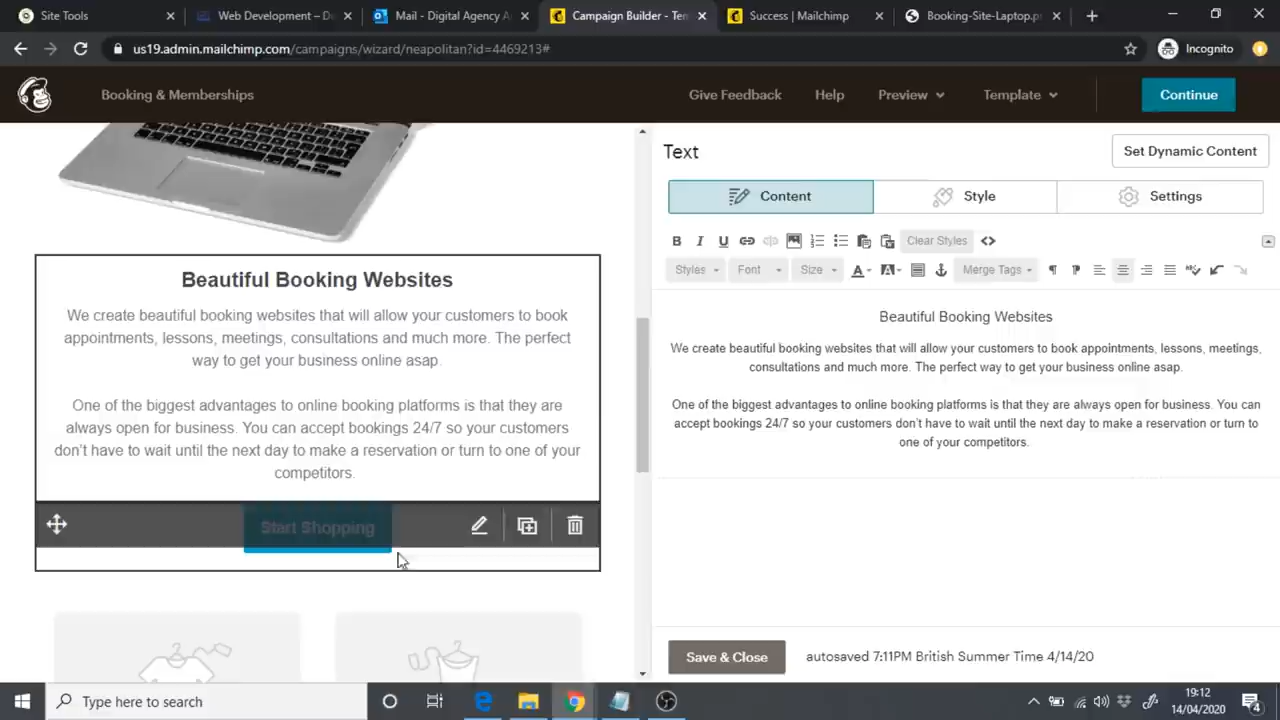 Site Tools
Web Development – De
Mail - Digital Agency A
Campaign Builder - Ten
Success | Mailchimp
Booking-Site-Laptop.p
us19.admin.mailchimp.com/campaigns/wizard/neapolitan?id=4469213#
Incognito
Booking & Memberships
Give Feedback
Help
Preview
Template
Continue
Text
Set Dynamic Content
Content
Style
Settings
B I U
Clear Styles
Styles
Font
Size
A
A
Merge Tags
Beautiful Booking Websites
We create beautiful booking websites that will allow your customers to book
appointments, lessons, meetings, consultations and much more. The perfect
way to get your business online asap.
One of the biggest advantages to online booking platforms is that they are
always open for business. You can accept bookings 24/7 so your customers
don't have to wait until the next day to make a reservation or turn to one of your
competitors.
Start Shopping
Beautiful Booking Websites
We create beautiful booking websites that will allow your customers to book appointments, lessons, meetings,
consultations and much more. The perfect way to get your business online asap.
One of the biggest advantages to online booking platforms is that they are always open for business. You can
accept bookings 24/7 so your customers don't have to wait until the next day to make a reservation or turn to
one of your competitors.
Save & Close
autosaved 7:11PM British Summer Time 4/14/20
Type here to search
19:12
14/04/2020
4